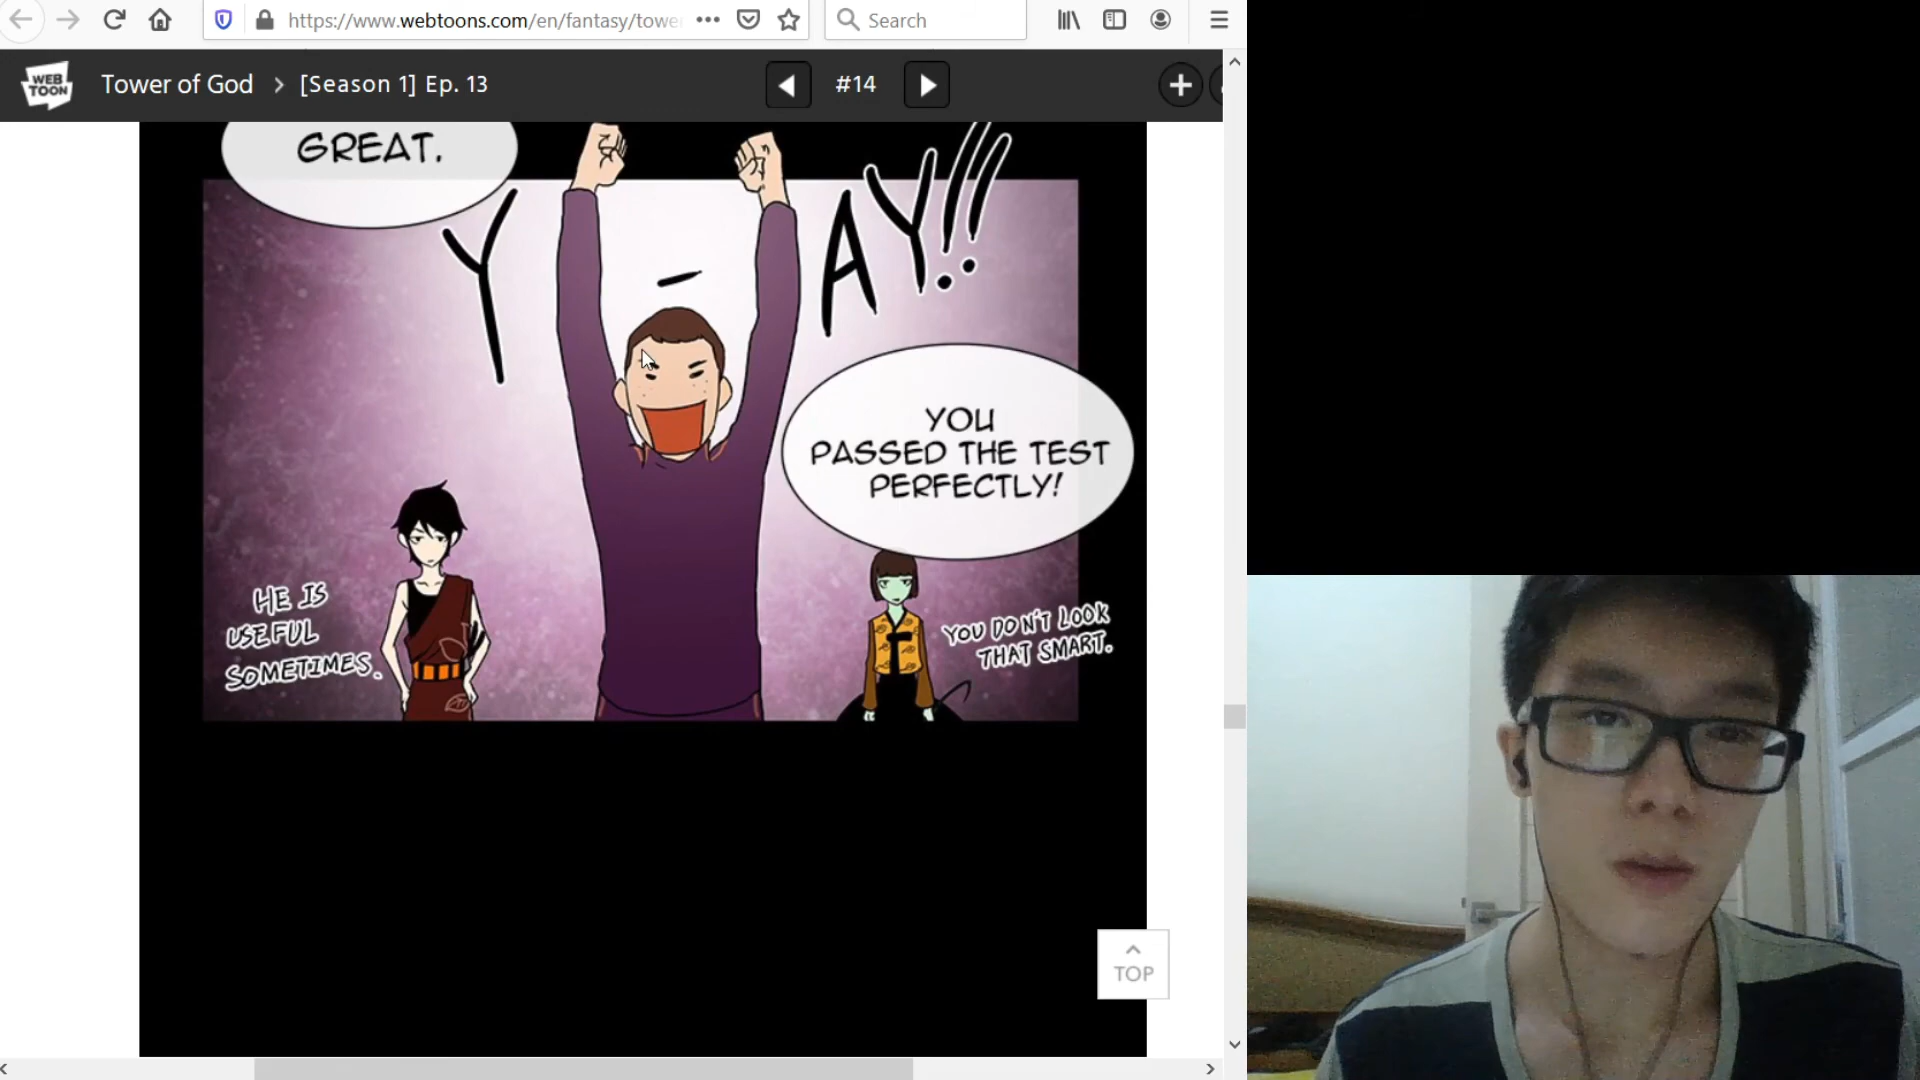 https://www.webtoons.com/en/fantasy/towe
Search
WEB
TOON
Tower of God > [Season 1] Ep. 13
#14
GREAT.
Y - AY!!
YOU
PASSED THE TEST
PERFECTLY!
HE IS
USEFUL
SOMETIMES.
YOU DON'T LOOK
THAT SMART.
TOP